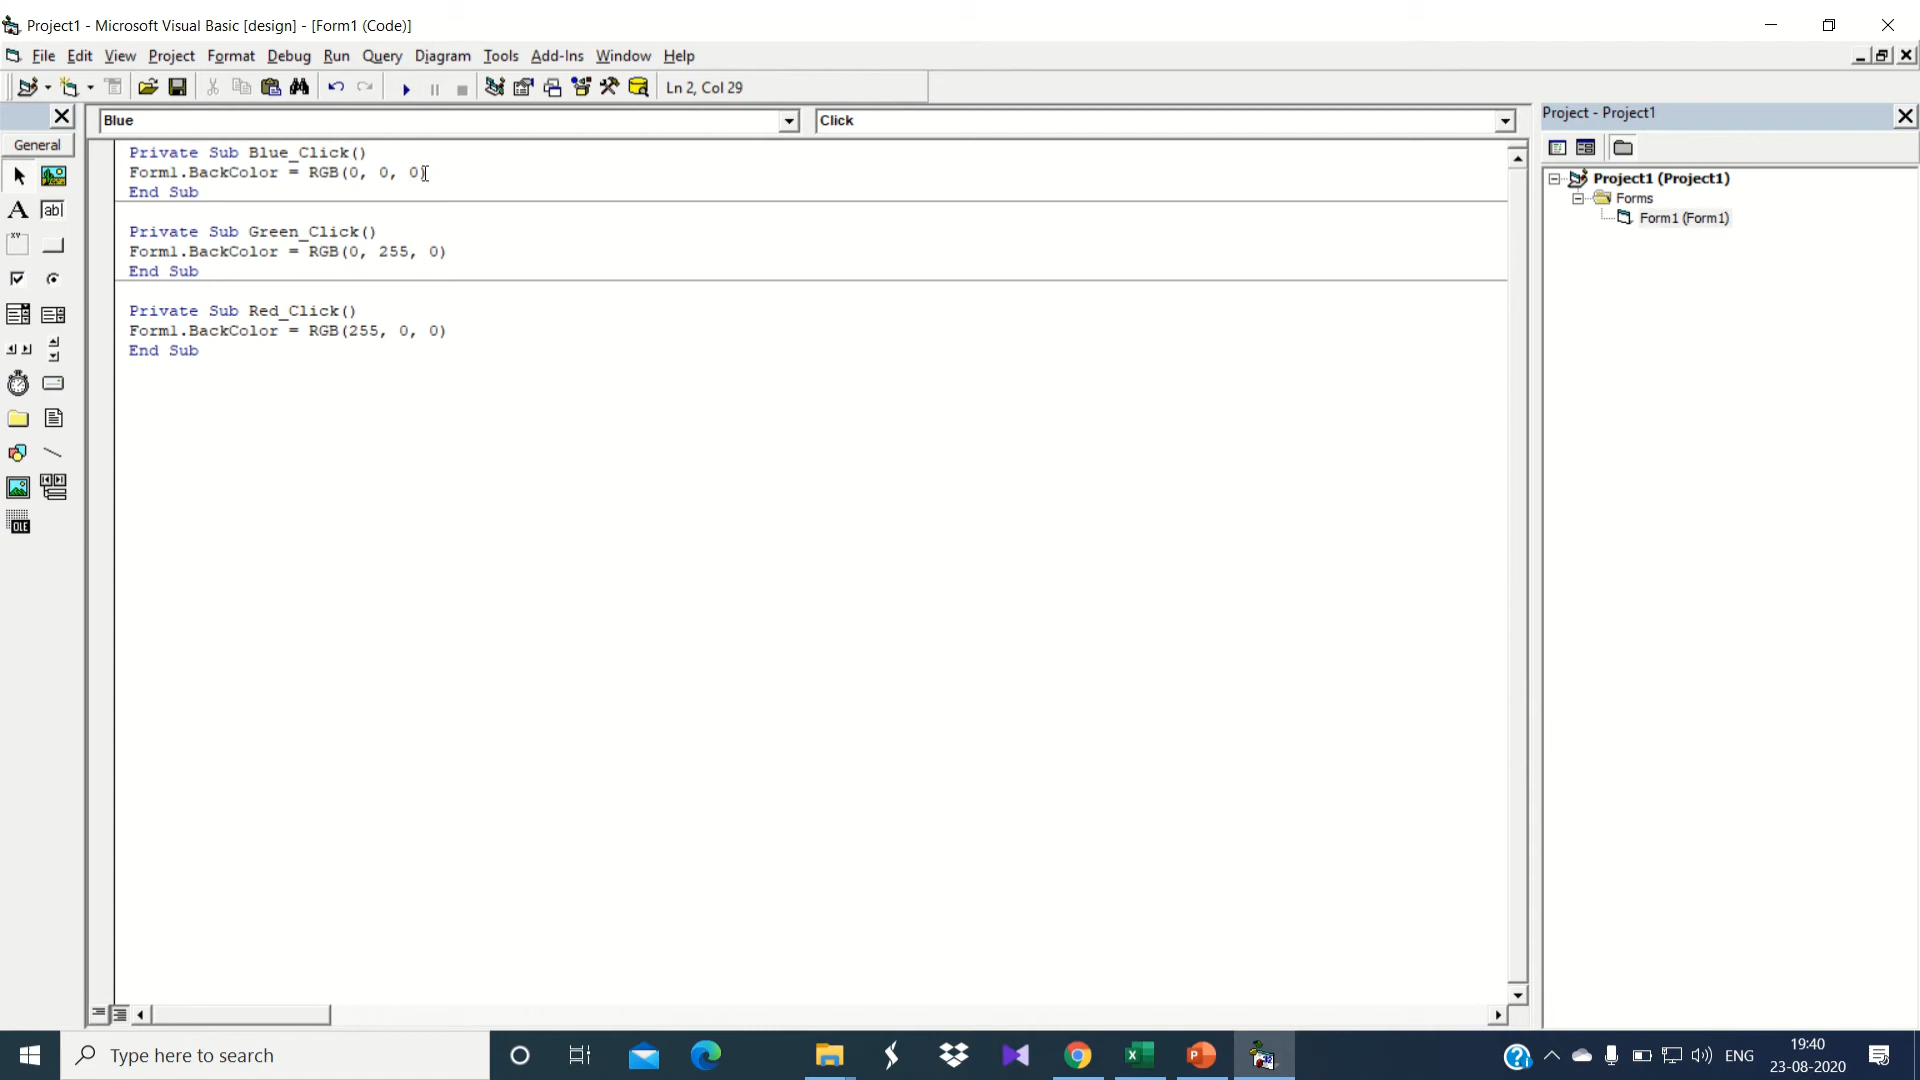 Project1 - Microsoft Visual Basic [design] - [Form1 (Code)]
File Edit View Project Format Debug Run Query Diagram Tools Add-Ins Window Help
Ln 2, Col 29
General
Blue
Click
Private Sub Blue_Click()
Form1.BackColor = RGB(0, 0, 0)
End Sub
Private Sub Green_Click()
Form1.BackColor = RGB(0, 255, 0)
End Sub
Private Sub Red_Click()
Form1.BackColor = RGB(255, 0, 0)
End Sub
Project - Project1
Project1 (Project1)
Forms
Form1 (Form1)
A
ab
XY
OLE
Type here to search
ENG
19:40
23-08-2020